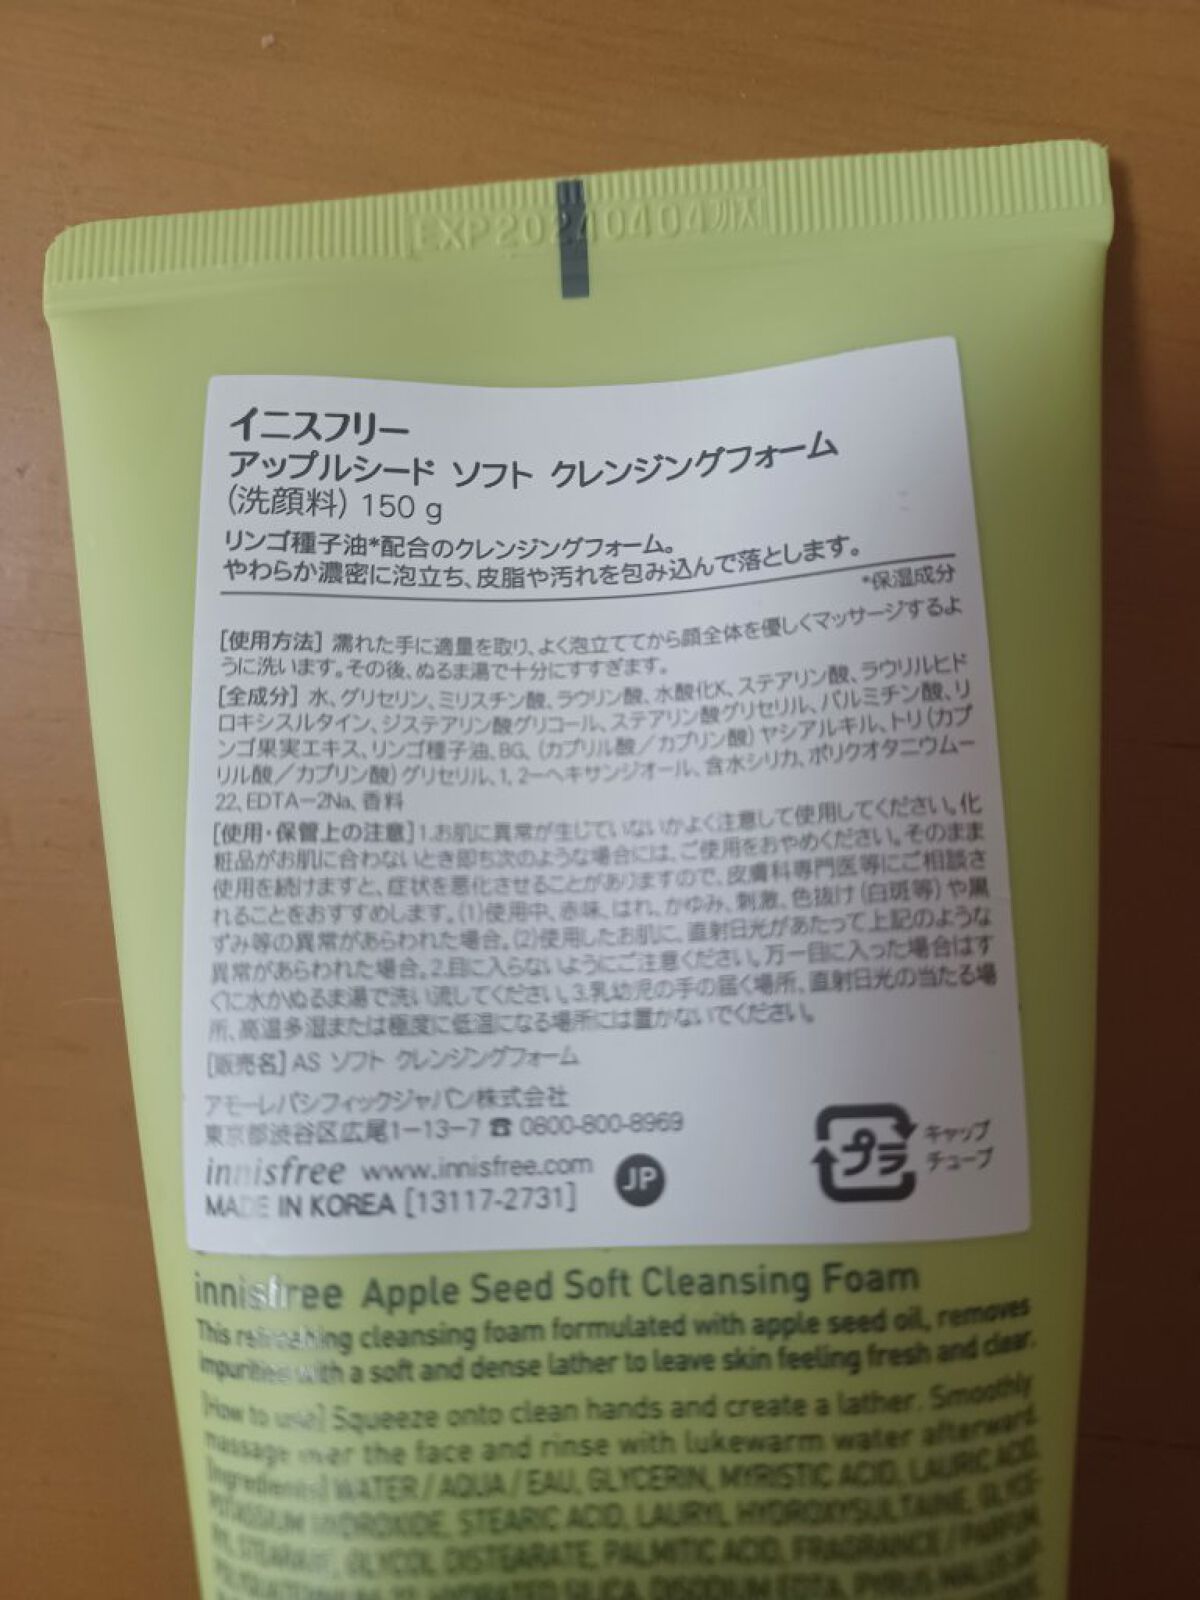 EXP20240404
イニスフリー
アップルシード ソフト クレンジングフォーム
(洗顔料) 150 g
リンゴ種子油*配合のクレンジングフォーム。
やわらか濃密に泡立ち、皮脂や汚れを包み込んで落とします。
*保湿成分
[使用方法] 濡れた手に適量を取り、よく泡立ててから顔全体を優しくマッサージするよ
うに洗います。その後、ぬるま湯で十分にすすぎます。
[全成分] 水、グリセリン、ミリスチン酸、ラウリン酸、水酸化K、ステアリン酸、ラウリルヒド
ロキシスルタイン、ジステアリン酸グリコール、ステアリン酸グリセリル、パルミチン酸、リ
ンゴ果実エキス、リンゴ種子油、BG、(カプリル酸/カプリン酸)ヤシアルキル、トリ(カプ
リル酸/カプリン酸)グリセリル、1,2ーヘキサンジオール、含水シリカ、ポリクオタニウムー
22、EDTAー2Na、香料
[使用・保管上の注意]1.お肌に異常が生じていないかよく注意して使用してください。化
粧品がお肌に合わないとき即ち次のような場合には、ご使用をおやめください。そのまま
使用を続けますと、症状を悪化させることがありますので、皮膚科専門医等にご相談さ
れることをおすすめします。(1)使用中、赤味、はれ、かゆみ、刺激、色抜け(白斑等)や黒
ずみ等の異常があらわれた場合。(2)使用したお肌に、直射日光があたって上記のような
異常があらわれた場合。2.目に入らないようにご注意ください。万一目に入った場合はす
ぐに水かぬるま湯で洗い流してください。3.乳幼児の手の届く場所、直射日光の当たる場
所、高温多湿または極度に低温になる場所には置かないでください。
[販売名] AS ソフト クレンジングフォーム
アモーレパシフィックジャパン株式会社
東京都渋谷区広尾1ー13ー7 ☎ 0800-800-8969
innisfree www.innisfree.com
MADE IN KOREA [13117-2731]
JP
プラ
キャップ
チューブ
innisfree Apple Seed Soft Cleansing Foam
This refreshing cleansing foam formulated with apple seed oil, removes
impurities with a soft and dense lather to leave skin feeling fresh and clear.
[How to use] Squeeze onto clean hands and create a lather. Smoothly
massage over the face and rinse with lukewarm water afterward.
[Ingredients] WATER / AQUA / EAU, GLYCERIN, MYRISTIC ACID, LAURIC ACID,
POTASSIUM HYDROXIDE, STEARIC ACID, LAURYL HYDROXYSULTAINE, GLYCE-
RYL STEARATE, GLYCOL DISTEARATE, PALMITIC ACID, FRAGRANCE / PARFUM,
HYDRATED SILICA, DISODIUM EDTA, PYRUS MALUS